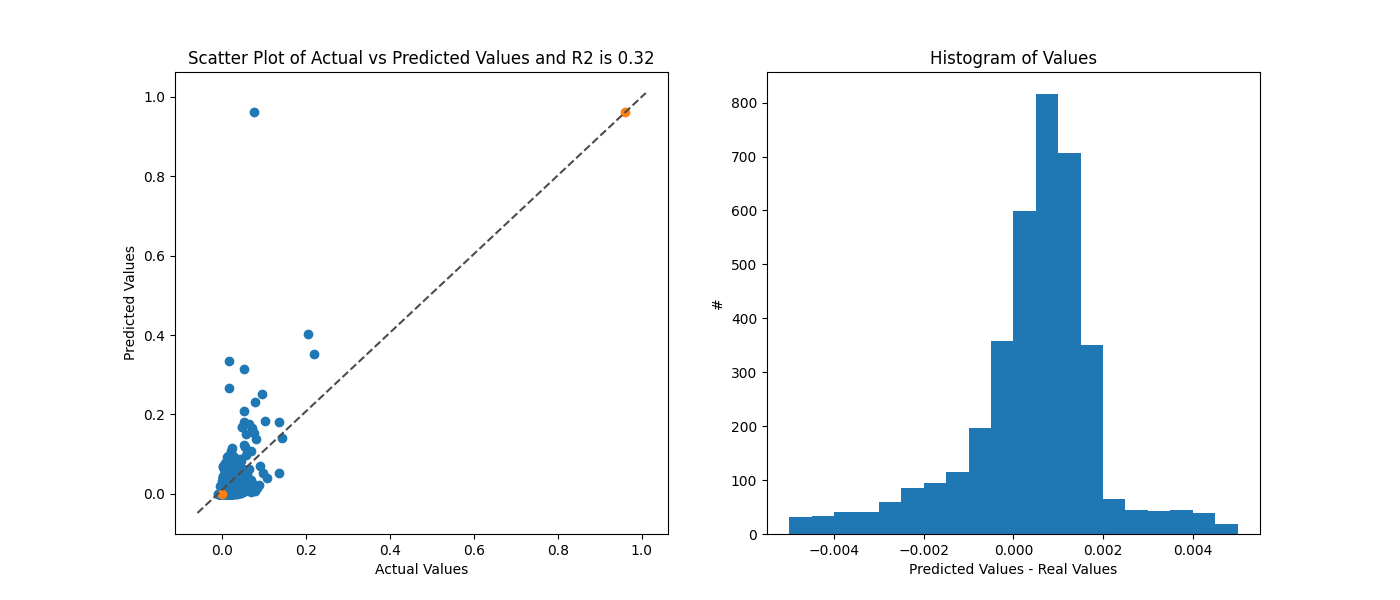 Scatter Plot of Actual vs Predicted Values and R2 is 0.32
1.0
0.8
0.6
0.4
0.2
0.0
Predicted Values
0.0 0.2 0.4 0.6 0.8 1.0
Actual Values
Histogram of Values
800
700
600
500
400
300
200
100
0
#
−0.004 −0.002 0.000 0.002 0.004
Predicted Values - Real Values